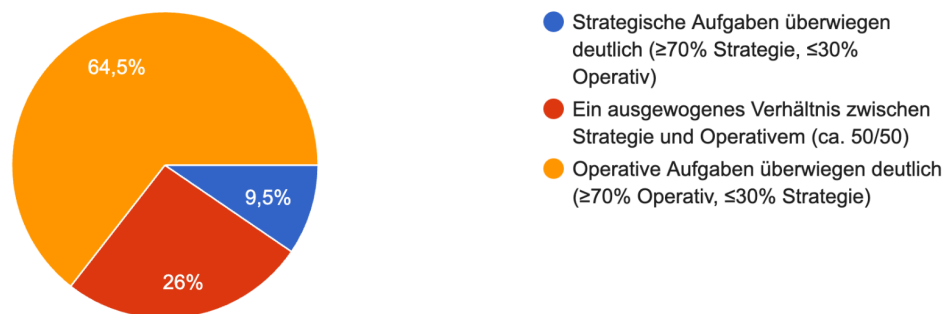 64,5%
9,5%
26%
Strategische Aufgaben überwiegen
deutlich (≥70% Strategie, ≤30%
Operativ)
Ein ausgewogenes Verhältnis zwischen
Strategie und Operativem (ca. 50/50)
Operative Aufgaben überwiegen deutlich
(≥70% Operativ, ≤30% Strategie)